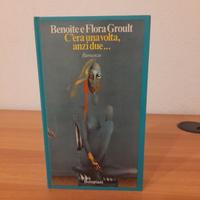 Benoîte e Flora Groult
C'era una volta,
anzi due...
Romanzo
Bompiani